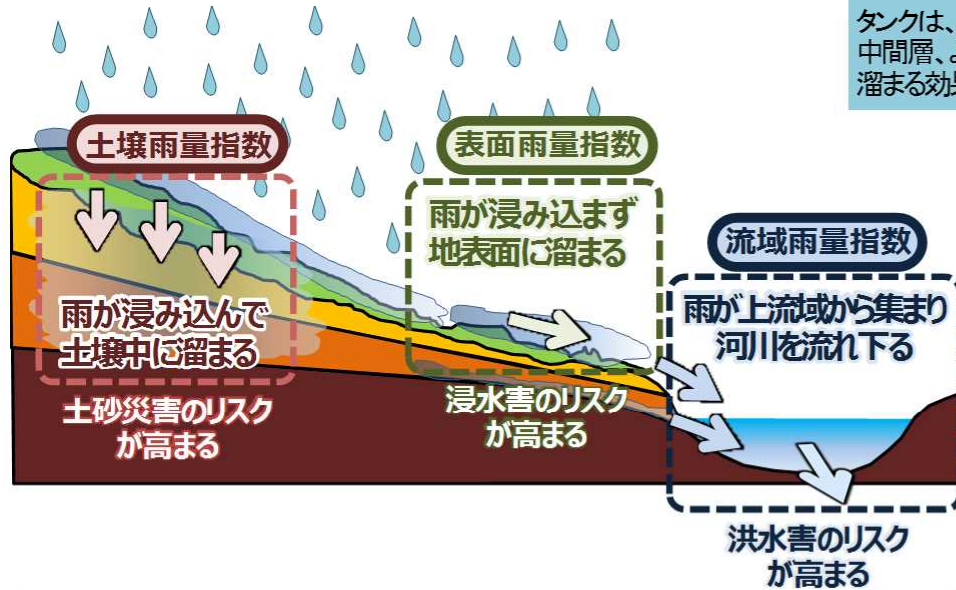 タンクは、
中間層、
溜まる効
土壌雨量指数
雨が浸み込んで
土壌中に溜まる
土砂災害のリスク
が高まる
表面雨量指数
雨が浸み込まず
地表面に溜まる
浸水害のリスク
が高まる
流域雨量指数
雨が上流域から集まり
河川を流れ下る
洪水害のリスク
が高まる